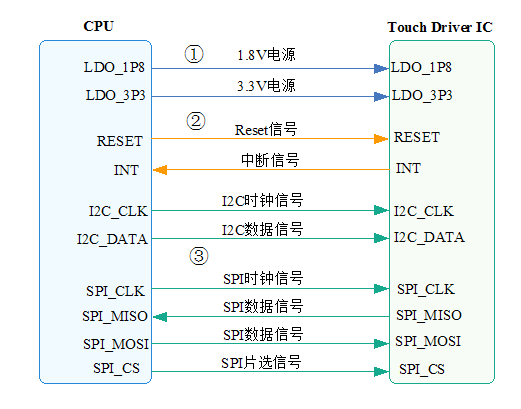 CPU
Touch Driver IC
① 1.8V电源
LDO_1P8
LDO_1P8
3.3V电源
LDO_3P3
LDO_3P3
② Reset信号
RESET
RESET
中断信号
INT
INT
I2C时钟信号
I2C_CLK
I2C_CLK
I2C数据信号
I2C_DATA
I2C_DATA
③
SPI时钟信号
SPI_CLK
SPI_CLK
SPI数据信号
SPI_MISO
SPI_MISO
SPI数据信号
SPI_MOSI
SPI_MOSI
SPI片选信号
SPI_CS
SPI_CS